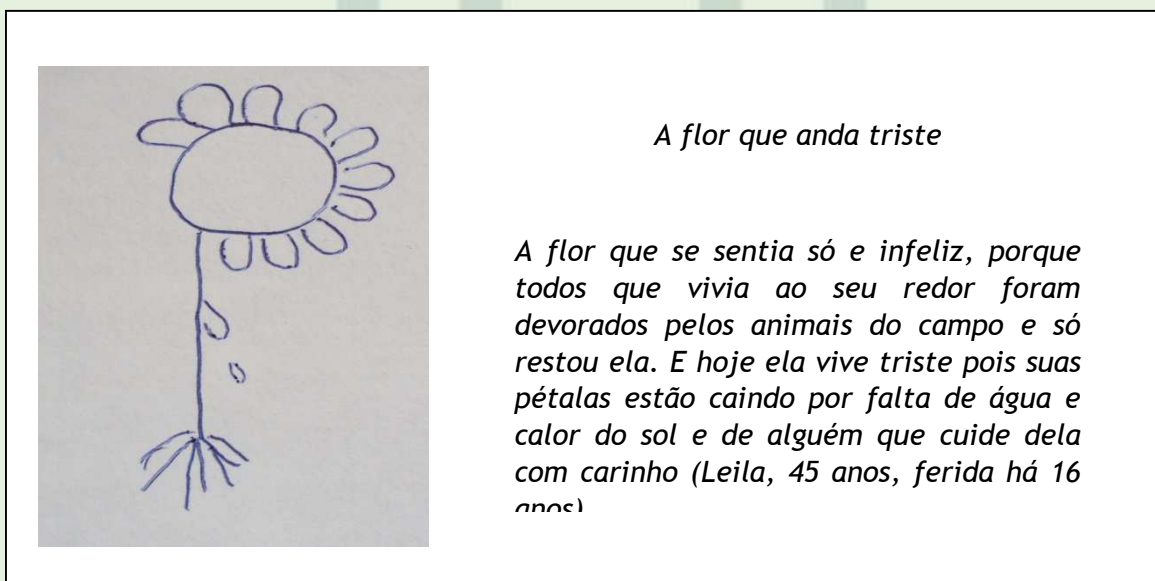 A flor que anda triste
A flor que se sentia só e infeliz, porque
todos que vivia ao seu redor foram
devorados pelos animais do campo e só
restou ela. E hoje ela vive triste pois suas
pétalas estão caindo por falta de água e
calor do sol e de alguém que cuide dela
com carinho (Leila, 45 anos, ferida há 16
anos)